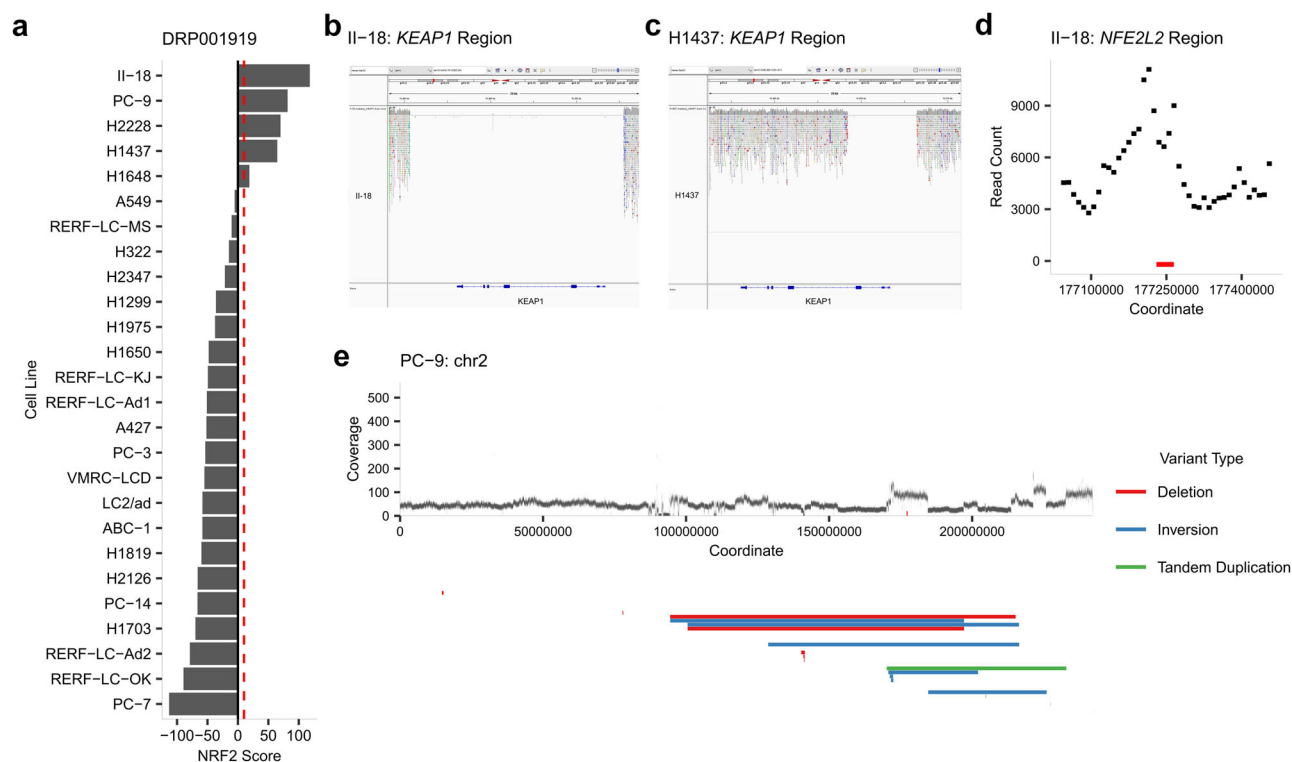 a
DRP001919
Cell Line
II−18
PC−9
H2228
H1437
H1648
A549
RERF−LC−MS
H322
H2347
H1299
H1975
H1650
RERF−LC−KJ
RERF−LC−Ad1
A427
PC−3
VMRC−LCD
LC2/ad
ABC−1
H1819
H2126
PC−14
H1703
RERF−LC−Ad2
RERF−LC−OK
PC−7
−100 −50 0 50 100
NRF2 Score
b
II−18: KEAP1 Region
II-18
KEAP1
c
H1437: KEAP1 Region
H1437
KEAP1
d
II−18: NFE2L2 Region
Read Count
9000
6000
3000
0
177100000 177250000 177400000
Coordinate
e
PC−9: chr2
Coverage
500
400
300
200
100
0
0 50000000 100000000 150000000 200000000
Coordinate
Variant Type
Deletion
Inversion
Tandem Duplication